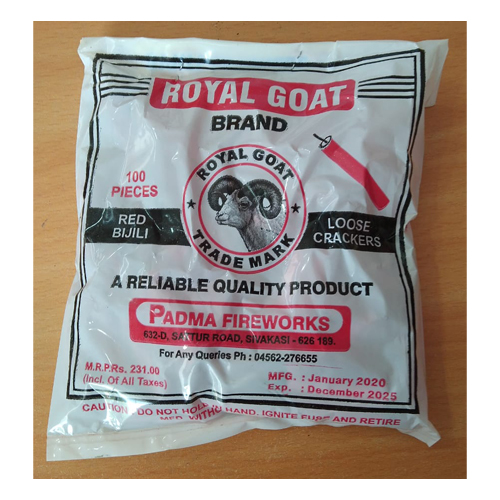 ROYAL GOAT
BRAND
100
PIECES
ROYAL GOAT
TRADE MARK
RED
BIJILI
LOOSE
CRACKERS
A RELIABLE QUALITY PRODUCT
PADMA FIREWORKS
632-D, SATTUR ROAD, SIVAKASI - 626 189.
For Any Queries Ph : 04562-276655
M.R.P.Rs. 231.00
(Incl. Of All Taxes)
MFG. : January 2020
Exp. : December 2025
CAUTION : DO NOT HOLD HAND, IGNITE FUSE AND RETIRE